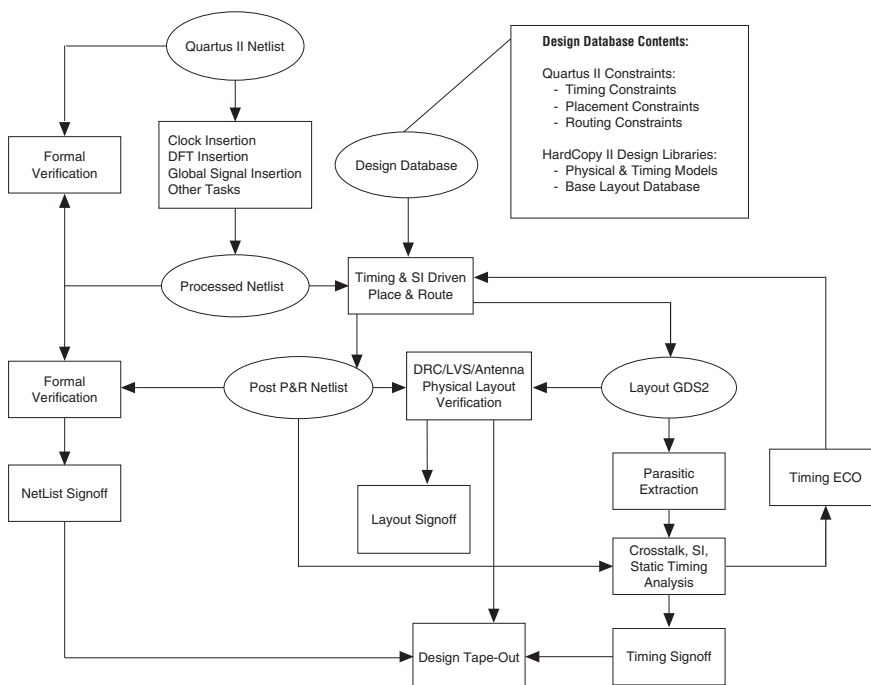 Quartus II Netlist
Design Database Contents:
Quartus II Constraints:
- Timing Constraints
- Placement Constraints
- Routing Constraints
HardCopy II Design Libraries:
- Physical & Timing Models
- Base Layout Database
Formal
Verification
Clock Insertion
DFT Insertion
Global Signal Insertion
Other Tasks
Design Database
Processed Netlist
Timing & SI Driven
Place & Route
Formal
Verification
Post P&R Netlist
DRC/LVS/Antenna
Physical Layout
Verification
Layout GDS2
NetList Signoff
Layout Signoff
Parasitic
Extraction
Timing ECO
Crosstalk, SI,
Static Timing
Analysis
Design Tape-Out
Timing Signoff